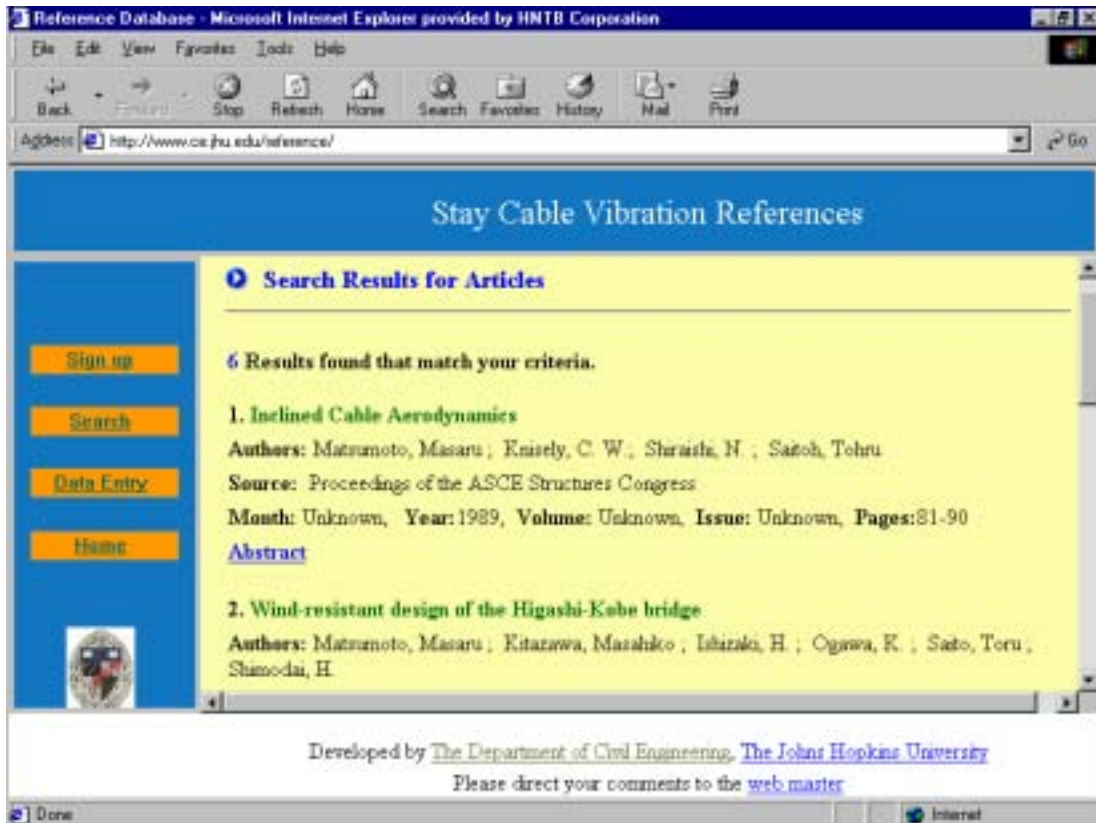 Reference Database - Microsoft Internet Explorer provided by HNTB Corporation
File Edit View Favorites Tools Help
Back Forward Stop Refresh Home Search Favorites History Mail Print
Address http://www.ce.jhu.edu/reference/ Go
Stay Cable Vibration References
Search Results for Articles
6 Results found that match your criteria.
Sign up
Search
Data Entry
Home
1. Inclined Cable Aerodynamics
Authors: Matsumoto, Masaru ; Knisely, C. W. ; Shiraishi, N. ; Saitoh, Tohru
Source: Proceedings of the ASCE Structures Congress
Month: Unknown, Year:1989, Volume: Unknown, Issue: Unknown, Pages:81-90
Abstract
2. Wind-resistant design of the Higashi-Kobe bridge
Authors: Matsumoto, Masaru ; Kitazawa, Masahiko ; Ishizaki, H. ; Ogawa, K. ; Saito, Toru ;
Shimodai, H.
Developed by The Department of Civil Engineering, The Johns Hopkins University
Please direct your comments to the web master
Done Internet